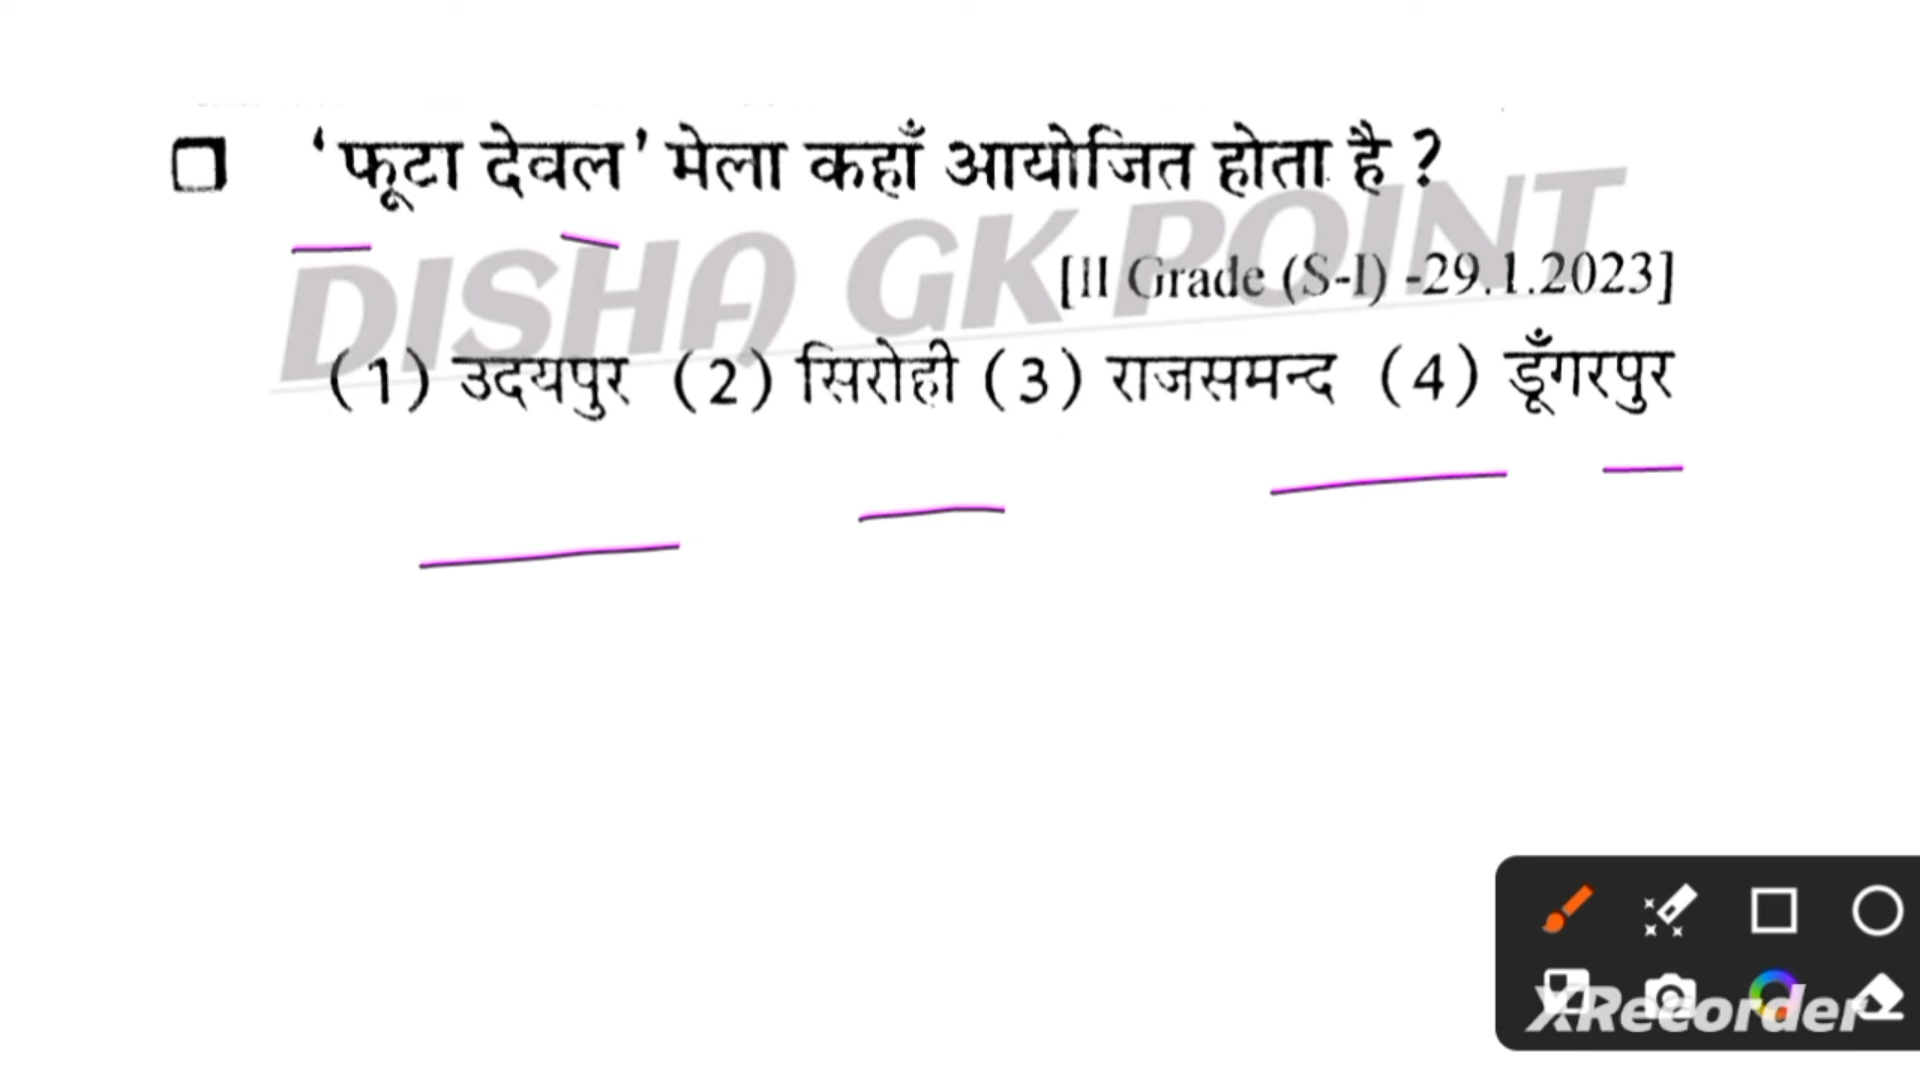 'फूटा देवल' मेला कहाँ आयोजित होता है ?
DISHA GK POINT
[II Grade (S-I) -29.1.2023]
(1) उदयपुर (2) सिरोही (3) राजसमन्द (4) डूँगरपुर
XRecorder